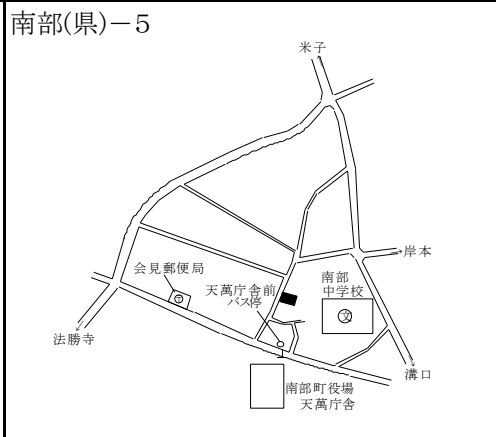 南部(県)−5
米子
岸本
会見郵便局
天萬庁舎前
バス停
南部
中学校
文
法勝寺
溝口
南部町役場
天萬庁舎